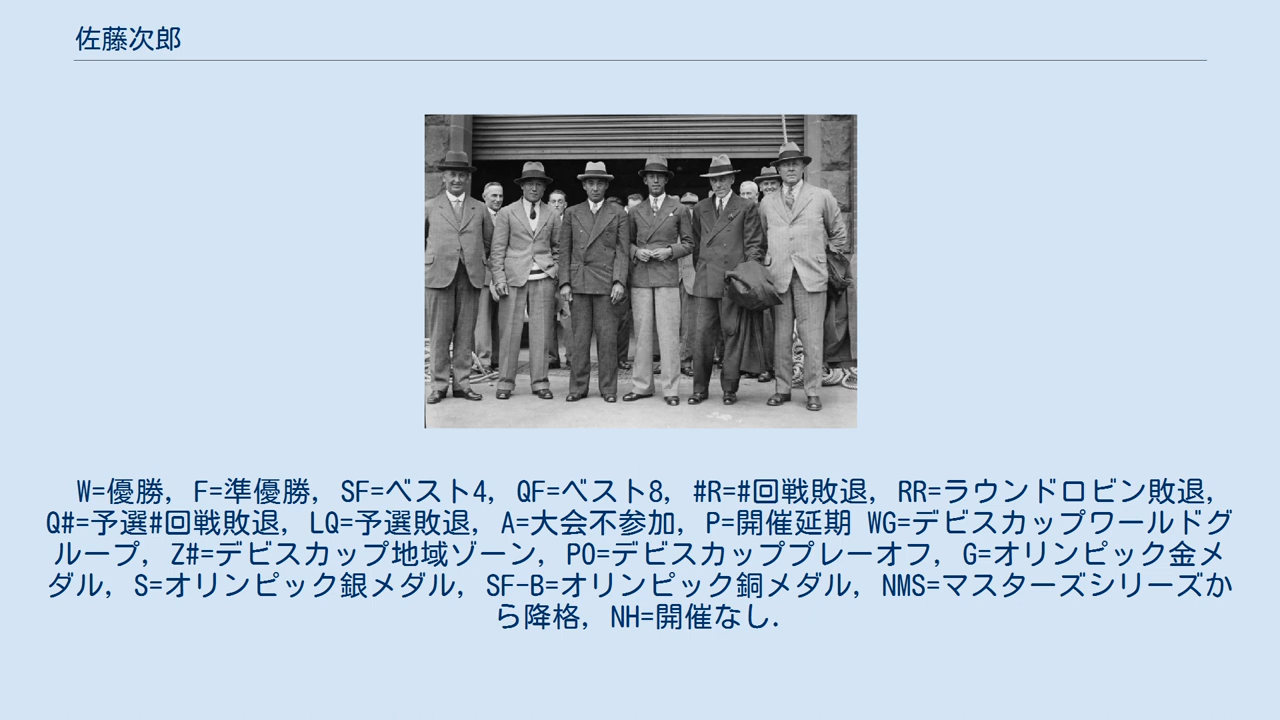 佐藤次郎
W=優勝, F=準優勝, SF=ベスト4, QF=ベスト8, #R=#回戦敗退, RR=ラウンドロビン敗退,
Q#=予選#回戦敗退, LQ=予選敗退, A=大会不参加, P=開催延期 WG=デビスカップワールドグ
ループ, Z#=デビスカップ地域ゾーン, PO=デビスカッププレーオフ, G=オリンピック金メ
ダル, S=オリンピック銀メダル, SF-B=オリンピック銅メダル, NMS=マスターズシリーズか
ら降格, NH=開催なし.